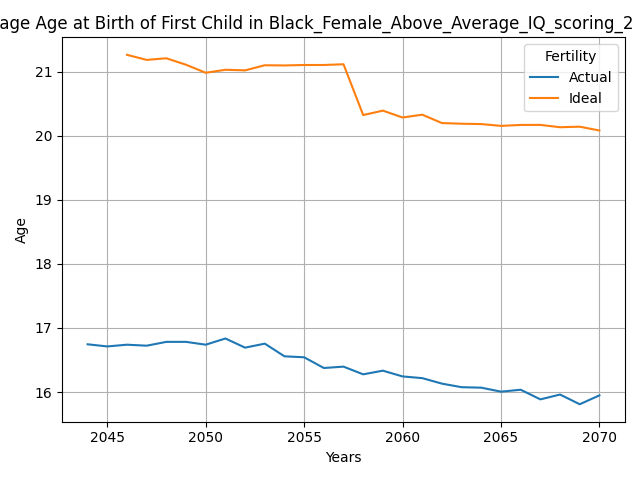 age Age at Birth of First Child in Black_Female_Above_Average_IQ_scoring_2
Fertility
Actual
Ideal
21
20
19
18
17
16
Age
2045
2050
2055
2060
2065
2070
Years